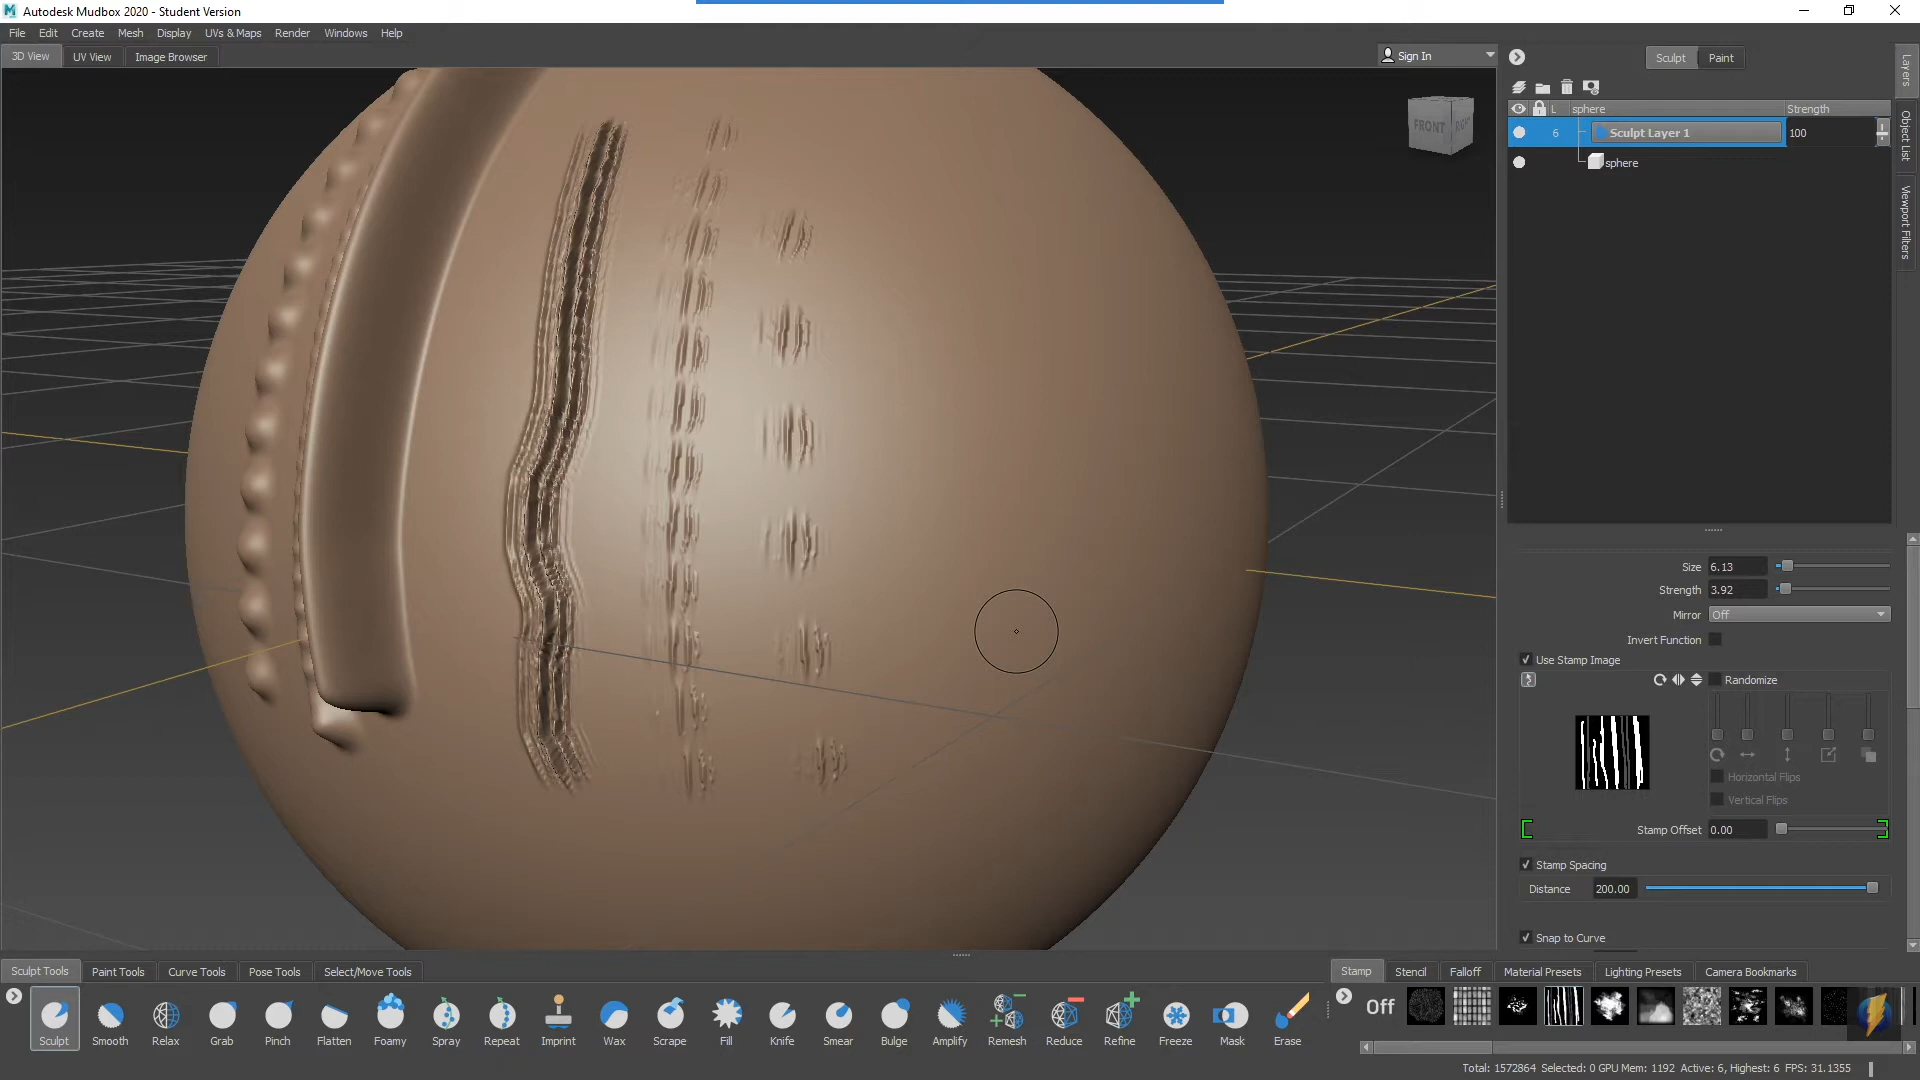 Autodesk Mudbox 2020 - Student Version
File Edit Create Mesh Display UVs & Maps Render Windows Help
3D View UV View Image Browser
Sign In
Sculpt Paint
L sphere Strength
6 Sculpt Layer 1 100
sphere
FRONT RIGHT
Layers
Object List
Viewport Filters
Size 6.13
Strength 3.92
Mirror Off
Invert Function
Use Stamp Image
Randomize
Horizontal Flips
Vertical Flips
Stamp Offset 0.00
Stamp Spacing
Distance 200.00
Snap to Curve
Sculpt Tools Paint Tools Curve Tools Pose Tools Select/Move Tools
Stamp Stencil Falloff Material Presets Lighting Presets Camera Bookmarks
Off
Sculpt Smooth Relax Grab Pinch Flatten Foamy Spray Repeat Imprint Wax Scrape Fill Knife Smear Bulge Amplify Remesh Reduce Refine Freeze Mask Erase
Total: 1572864 Selected: 0 GPU Mem: 1192 Active: 6, Highest: 6 FPS: 31.1355